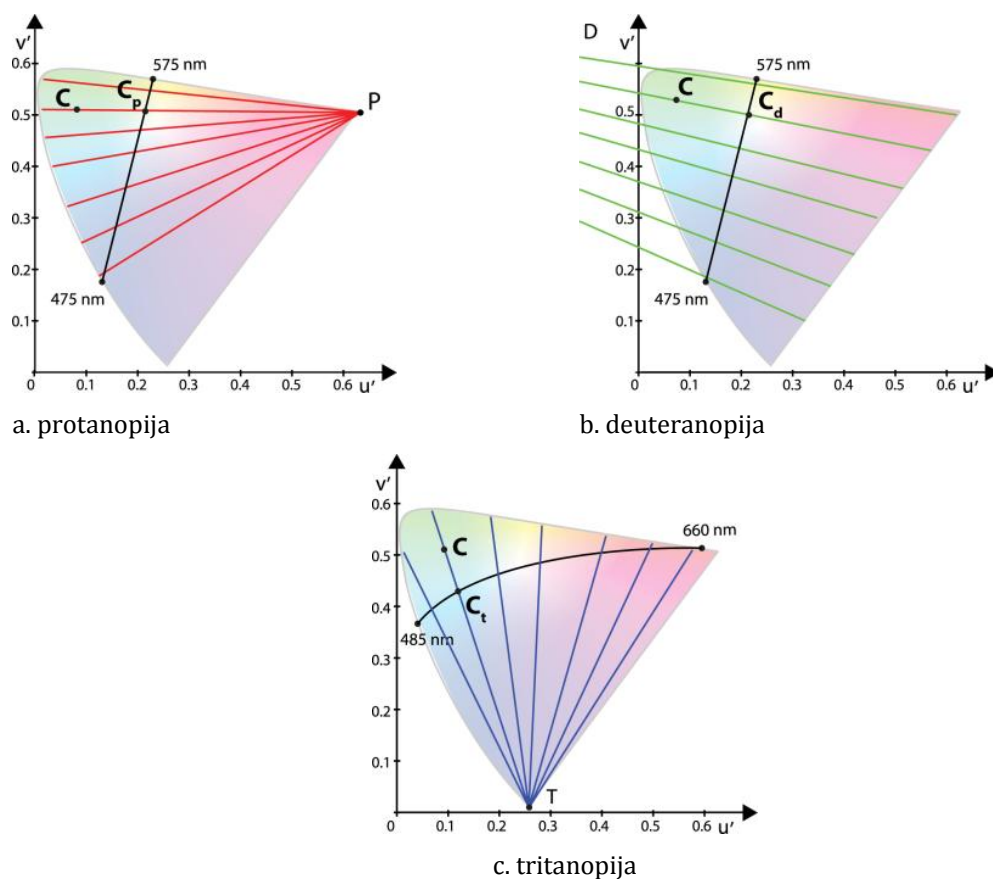 v'
0.6
0.5
0.4
0.3
0.2
0.1
575 nm
C
Cp
P
475 nm
0 0.1 0.2 0.3 0.4 0.5 0.6 u'
a. protanopija
D
v'
0.6
0.5
0.4
0.3
0.2
0.1
575 nm
C
Cd
475 nm
0 0.1 0.2 0.3 0.4 0.5 0.6 u'
b. deuteranopija
v'
0.6
0.5
0.4
0.3
0.2
0.1
660 nm
C
Ct
485 nm
T
0 0.1 0.2 0.3 0.4 0.5 0.6 u'
c. tritanopija